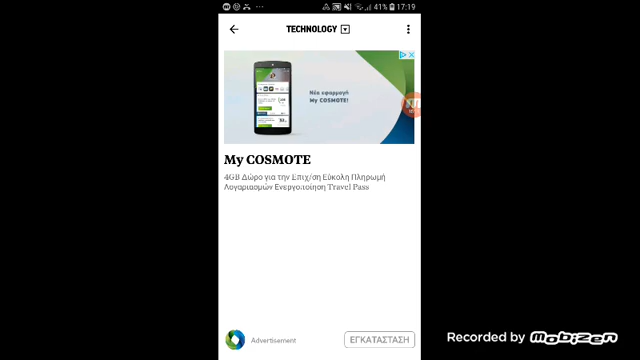 41% 17:19
TECHNOLOGY
Νέα εφαρμογή
My COSMOTE!
My COSMOTE
4GB Δώρο για την Επιχ/ση Εύκολη Πληρωμή
Λογαριασμών Ενεργοποίηση Travel Pass
Advertisement
ΕΓΚΑΤΑΣΤΑΣΗ
Recorded by Mobizen